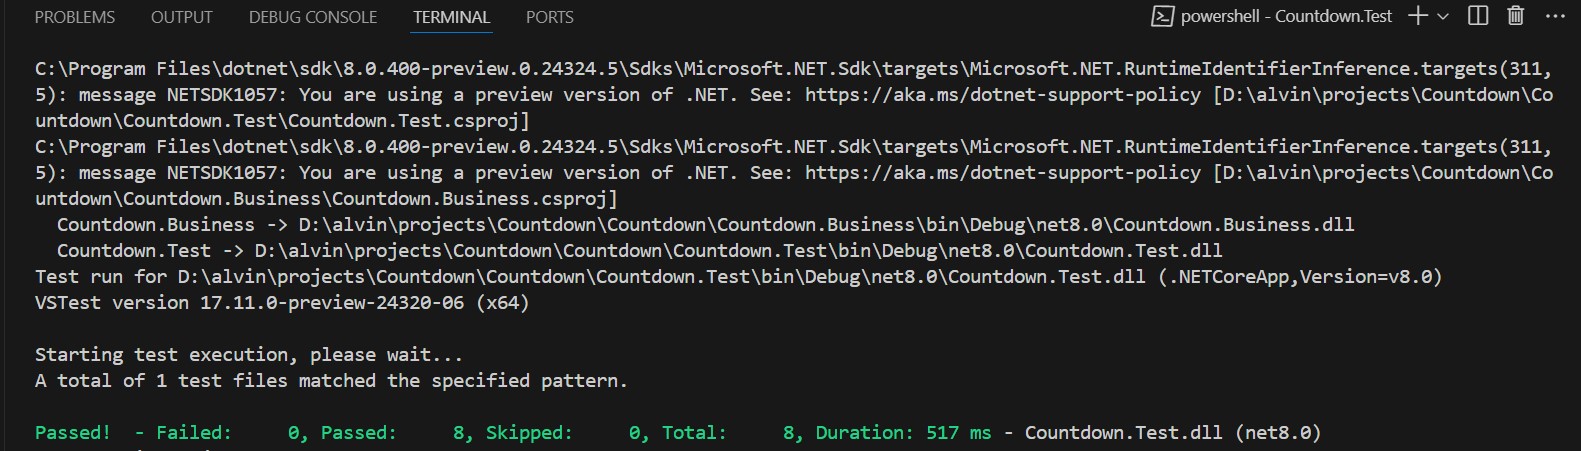 PROBLEMS OUTPUT DEBUG CONSOLE TERMINAL PORTS powershell - Countdown.Test
C:\Program Files\dotnet\sdk\8.0.400-preview.0.24324.5\Sdks\Microsoft.NET.Sdk\targets\Microsoft.NET.RuntimeIdentifierInference.targets(311,
5): message NETSDK1057: You are using a preview version of .NET. See: https://aka.ms/dotnet-support-policy [D:\alvin\projects\Countdown\Co
untdown\Countdown.Test\Countdown.Test.csproj]
C:\Program Files\dotnet\sdk\8.0.400-preview.0.24324.5\Sdks\Microsoft.NET.Sdk\targets\Microsoft.NET.RuntimeIdentifierInference.targets(311,
5): message NETSDK1057: You are using a preview version of .NET. See: https://aka.ms/dotnet-support-policy [D:\alvin\projects\Countdown\Co
untdown\Countdown.Business\Countdown.Business.csproj]
  Countdown.Business -> D:\alvin\projects\Countdown\Countdown\Countdown.Business\bin\Debug\net8.0\Countdown.Business.dll
  Countdown.Test -> D:\alvin\projects\Countdown\Countdown\Countdown.Test\bin\Debug\net8.0\Countdown.Test.dll
Test run for D:\alvin\projects\Countdown\Countdown\Countdown.Test\bin\Debug\net8.0\Countdown.Test.dll (.NETCoreApp,Version=v8.0)
VSTest version 17.11.0-preview-24320-06 (x64)
Starting test execution, please wait...
A total of 1 test files matched the specified pattern.
Passed!  - Failed:     0, Passed:     8, Skipped:     0, Total:     8, Duration: 517 ms - Countdown.Test.dll (net8.0)